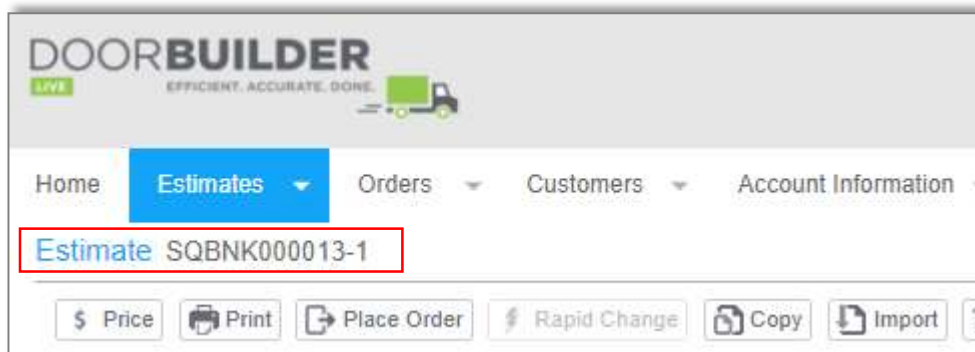 DOORBUILDER
LIVE EFFICIENT. ACCURATE. DONE.
Home Estimates Orders Customers Account Information
Estimate SQBNK000013-1
$ Price Print Place Order Rapid Change Copy Import